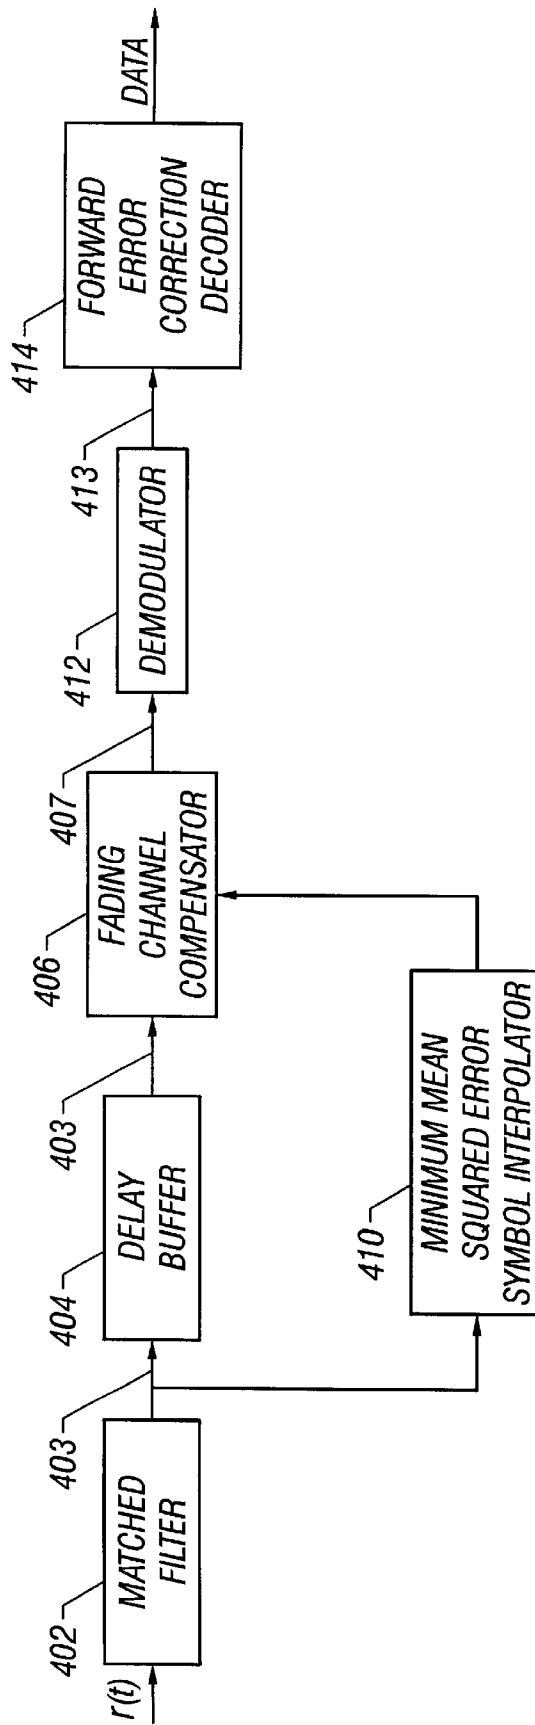 r(t)
402
MATCHED
FILTER
403
404
DELAY
BUFFER
403
406
FADING
CHANNEL
COMPENSATOR
407
412
DEMODULATOR
413
414
FORWARD
ERROR
CORRECTION
DECODER
DATA
410
MINIMUM MEAN
SQUARED ERROR
SYMBOL INTERPOLATOR